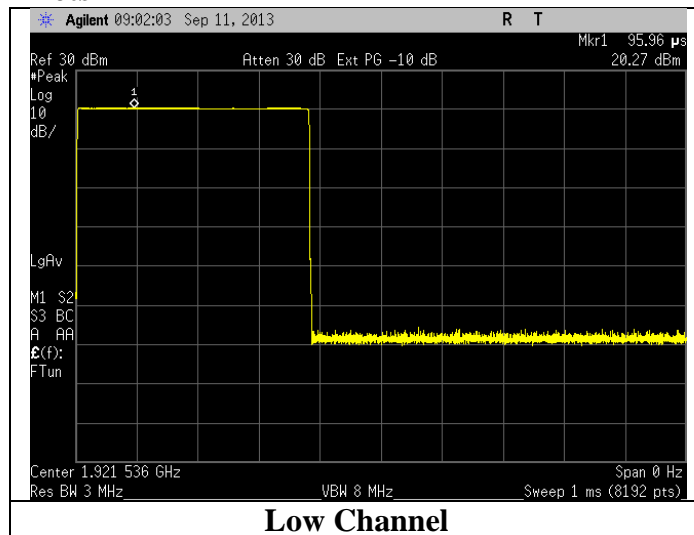 Agilent 09:02:03 Sep 11, 2013 R T
Mkr1 95.96 µs
Ref 30 dBm Atten 30 dB Ext PG -10 dB 20.27 dBm
#Peak
Log
10
dB/
1
LgAv
M1 S2
S3 BC
A AA
£(f):
FTun
Center 1.921 536 GHz Span 0 Hz
Res BW 3 MHz VBW 8 MHz Sweep 1 ms (8192 pts)
Low Channel